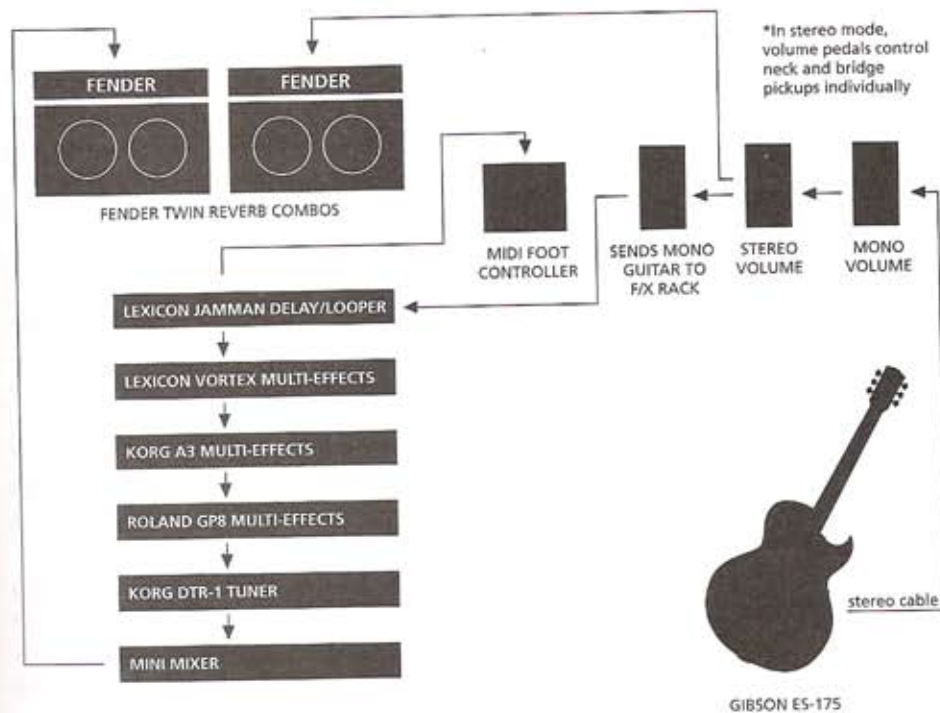 *In stereo mode,
volume pedals control
neck and bridge
pickups individually
FENDER
FENDER
FENDER TWIN REVERB COMBOS
MIDI FOOT
CONTROLLER
SENDS MONO
GUITAR TO
F/X RACK
STEREO
VOLUME
MONO
VOLUME
LEXICON JAMMAN DELAY/LOOPER
LEXICON VORTEX MULTI-EFFECTS
KORG A3 MULTI-EFFECTS
ROLAND GP8 MULTI-EFFECTS
KORG DTR-1 TUNER
MINI MIXER
stereo cable
GIBSON ES-175